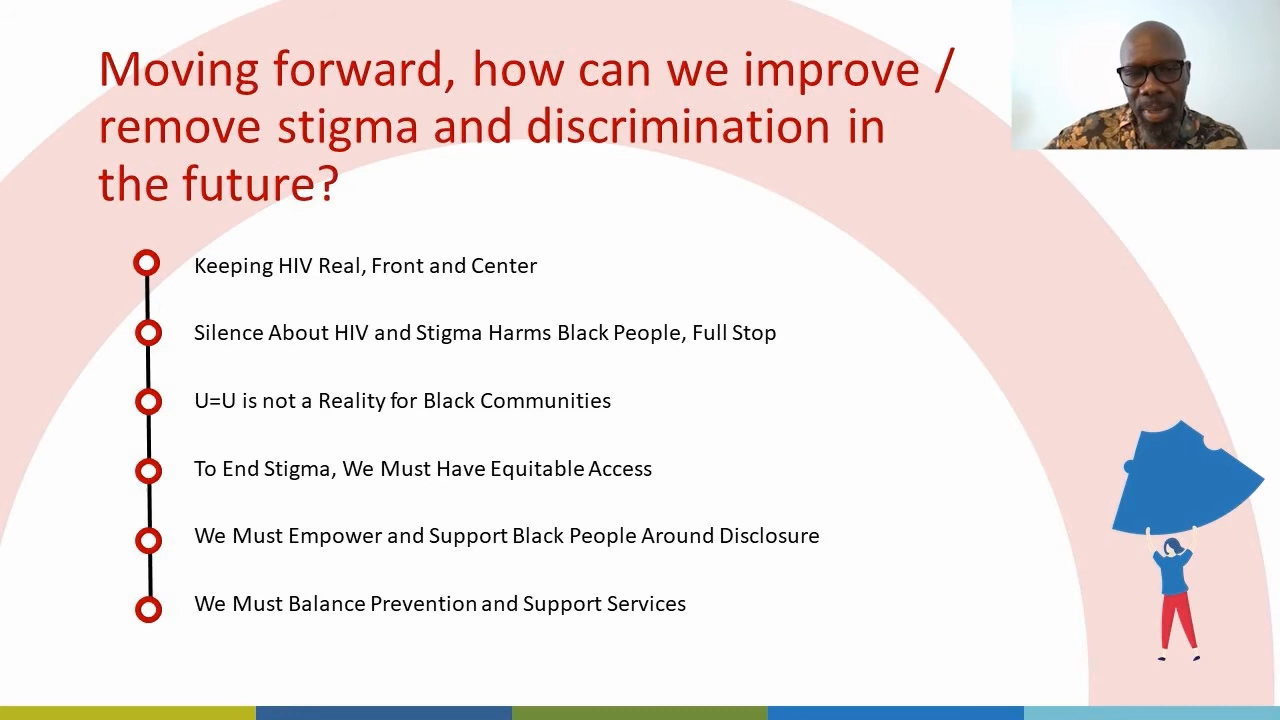 Moving forward, how can we improve /
remove stigma and discrimination in
the future?
Keeping HIV Real, Front and Center
Silence About HIV and Stigma Harms Black People, Full Stop
U=U is not a Reality for Black Communities
To End Stigma, We Must Have Equitable Access
We Must Empower and Support Black People Around Disclosure
We Must Balance Prevention and Support Services